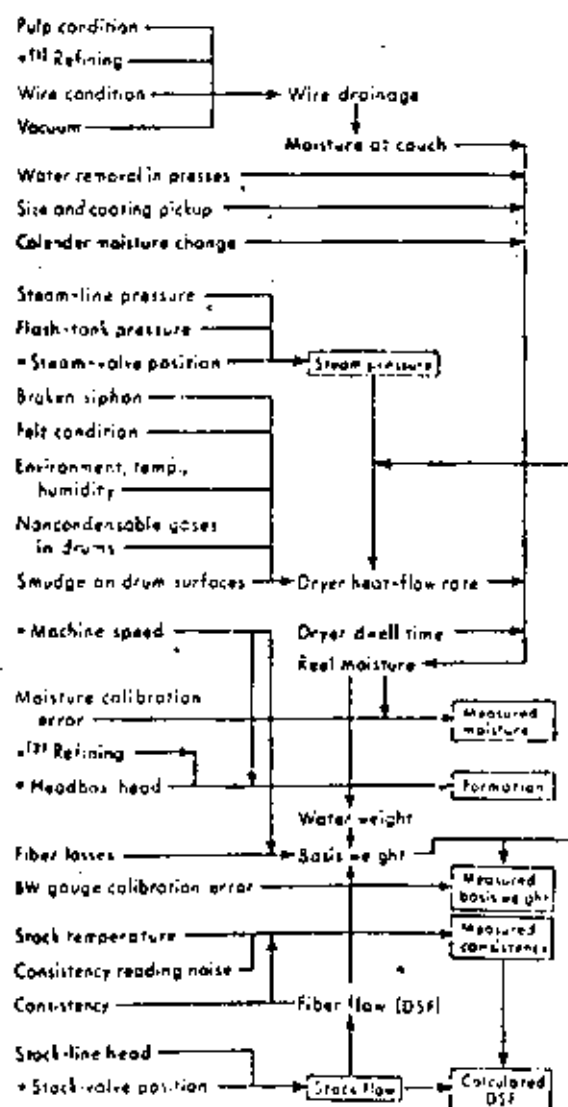 Pulp condition
*[1] Refining
Wire condition
Wire drainage
Vacuum
Moisture at couch
Water removal in presses
Size and coating pickup
Calender moisture change
Steam-line pressure
Flash-tank pressure
*Steam-valve position
Steam pressure
Broken siphon
Felt condition
Environment, temp.,
humidity
Noncondensable gases
in drums
Smudge on drum surfaces
Dryer heat-flow rate
*Machine speed
Dryer dwell time
Reel moisture
Moisture calibration
error
Measured
moisture
*[2] Refining
*Headbox head
Formation
Water weight
Fiber losses
Basis weight
BW gauge calibration error
Measured
basis weight
Stock temperature
Measured
consistency
Consistency reading noise
Consistency
Fiber flow (DSF)
Stock-line head
*Stock-valve position
Stock flow
Calculated
DSF